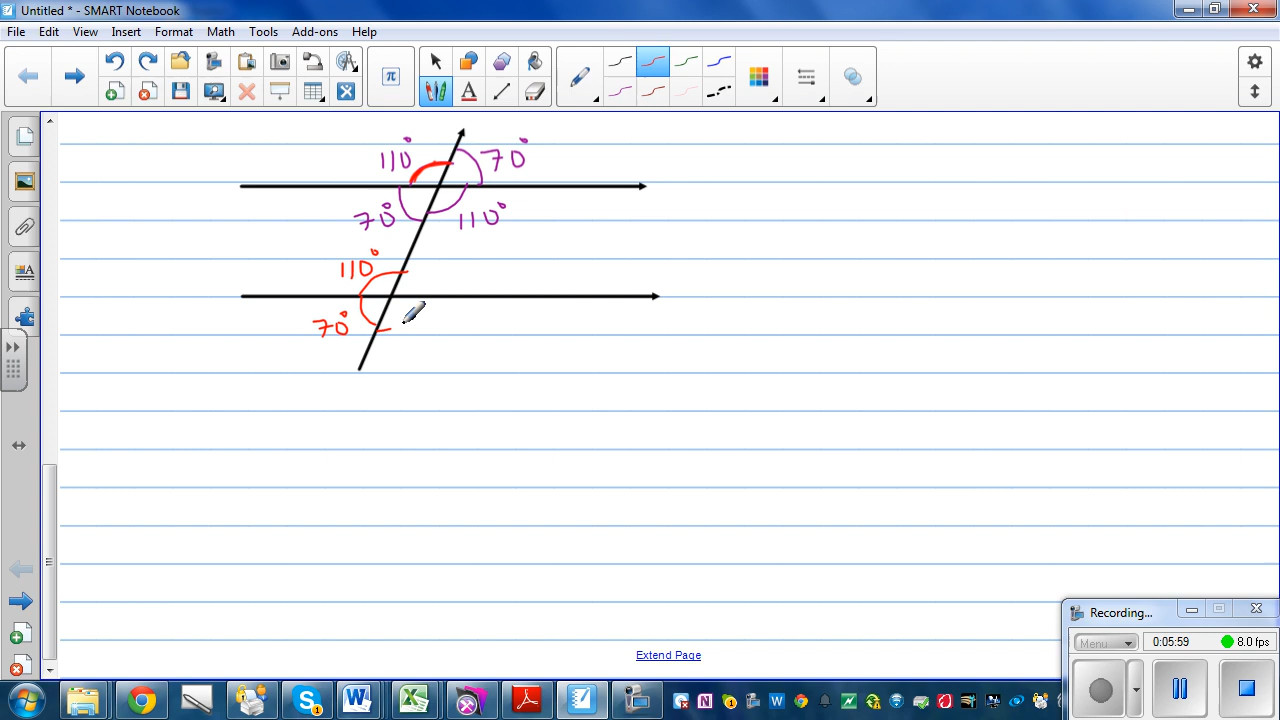 Untitled * - SMART Notebook
File Edit View Insert Format Math Tools Add-ons Help
π
110° 70°
70° 110°
110°
70°
Extend Page
Recording...
Menu 0:05:59 8.0 fps